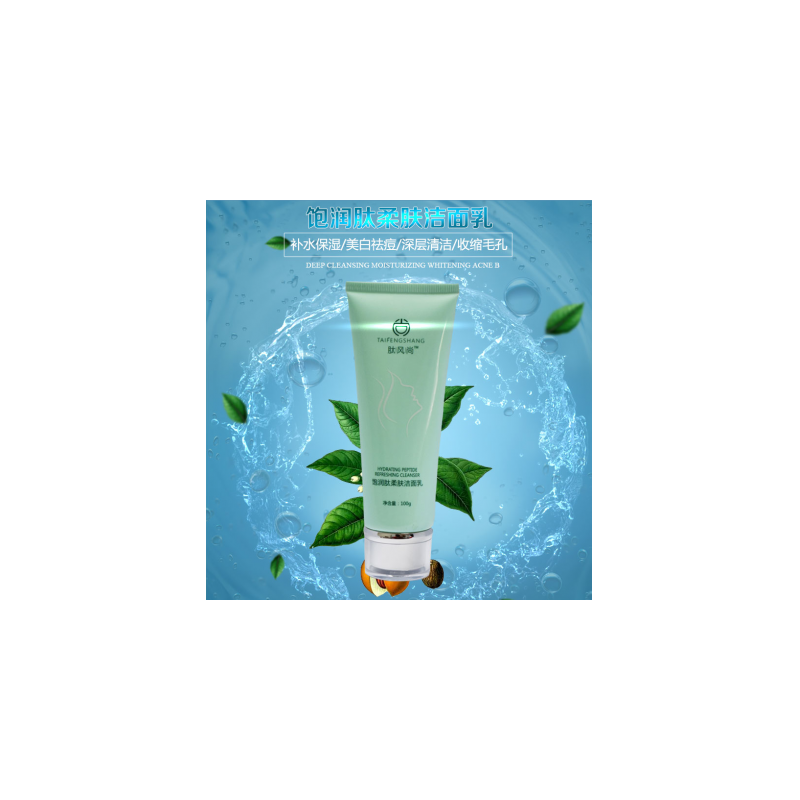 饱润肽柔肤洁面乳
补水保湿/美白祛痘/深层清洁/收缩毛孔
DEEP CLEANSING MOISTURIZING WHITENING ACNE B
TAIFENGSHANG
肽风尚™
HYDRATING PEPTIDE
REFRESHING CLEANSER
饱润肽柔肤洁面乳
净含量：100g